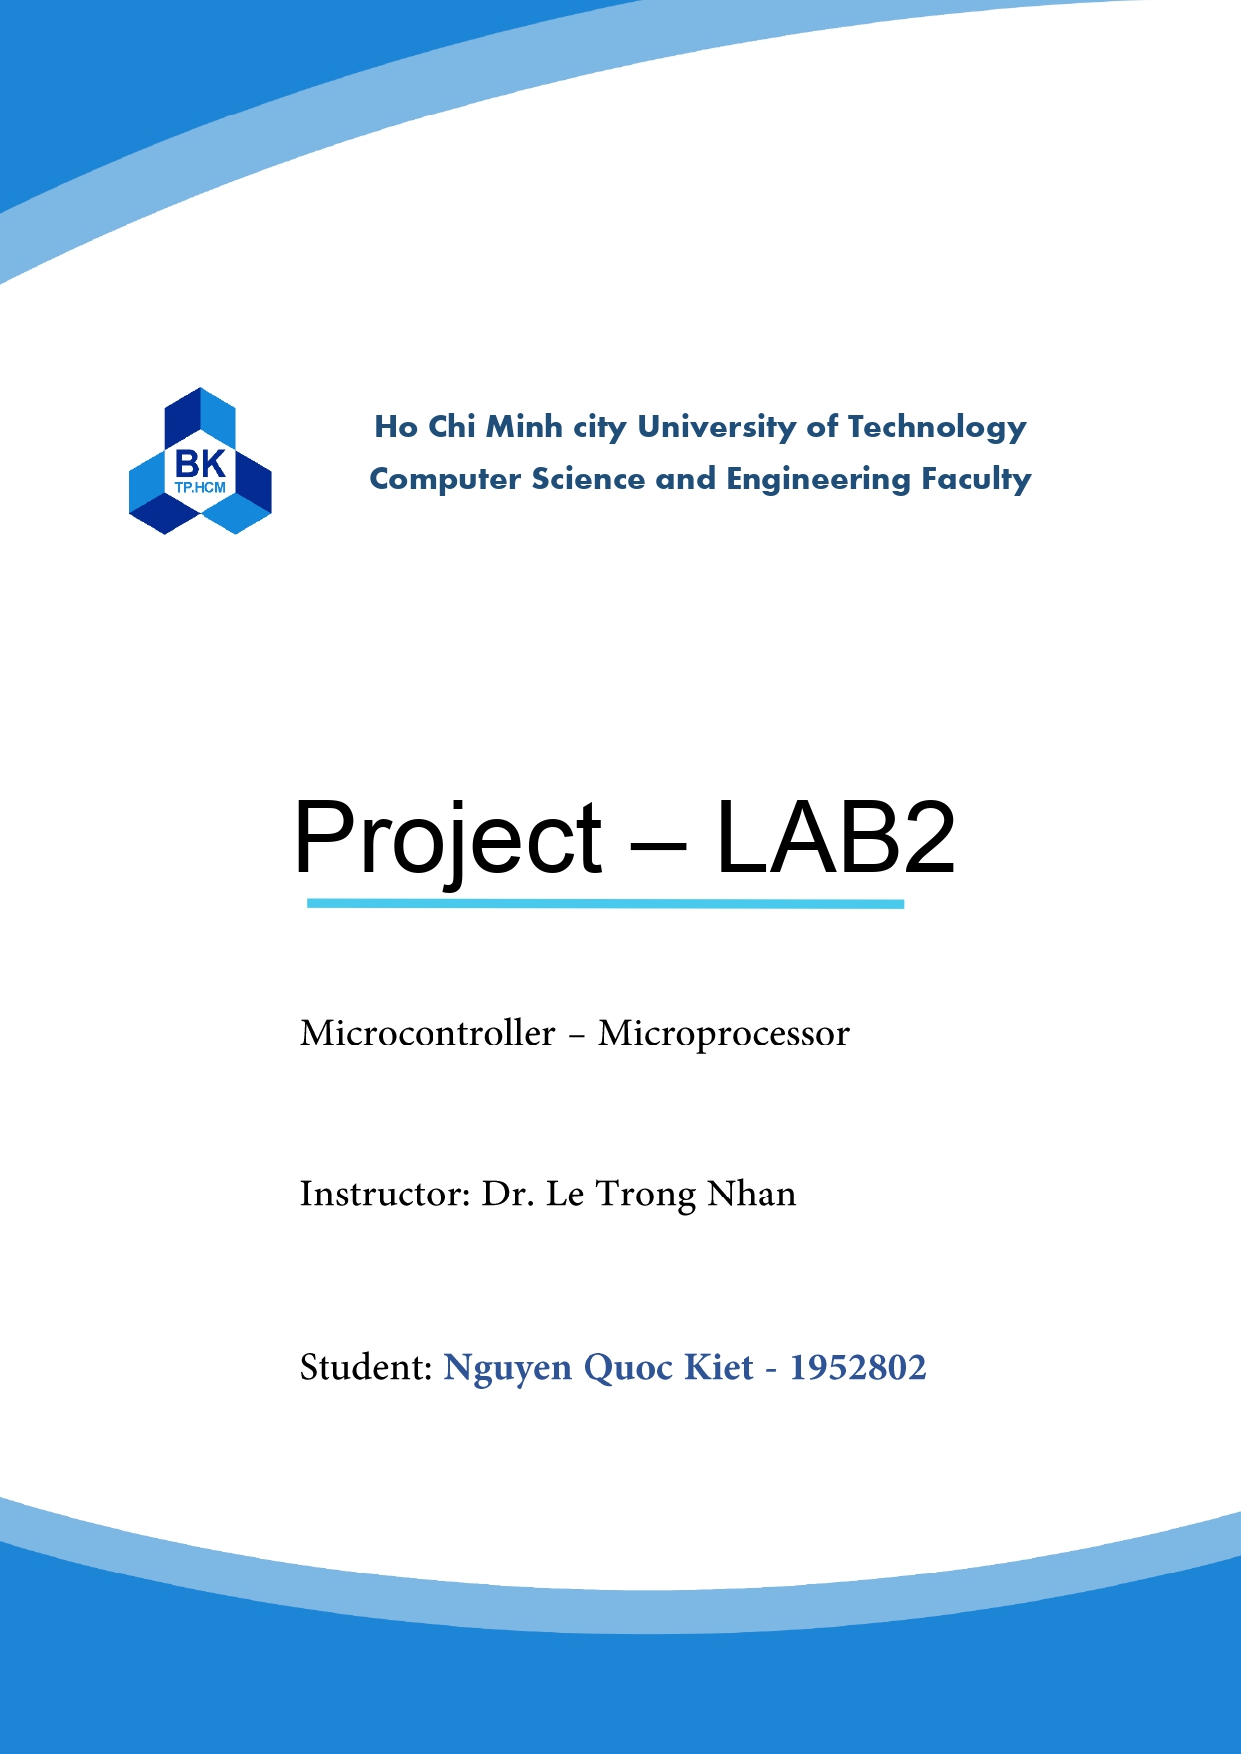 BK
TP.HCM
Ho Chi Minh city University of Technology
Computer Science and Engineering Faculty
Project – LAB2
Microcontroller – Microprocessor
Instructor: Dr. Le Trong Nhan
Student: Nguyen Quoc Kiet - 1952802